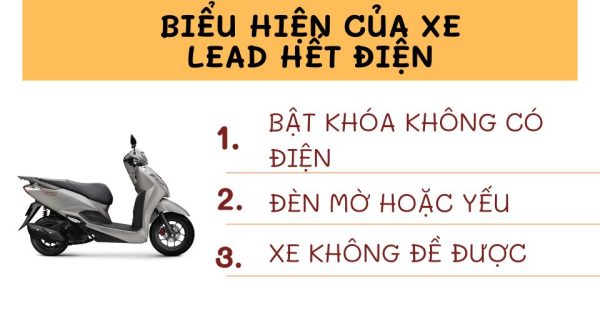 BIỂU HIỆN CỦA XE
LEAD HẾT ĐIỆN
1. BẬT KHÓA KHÔNG CÓ
ĐIỆN
2. ĐÈN MỜ HOẶC YẾU
3. XE KHÔNG ĐỀ ĐƯỢC